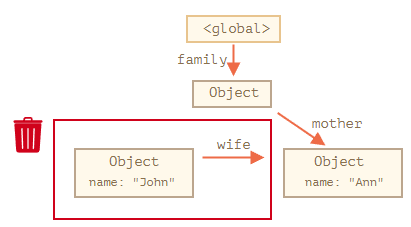 <global>
family
Object
mother
wife
Object
name: "John"
Object
name: "Ann"